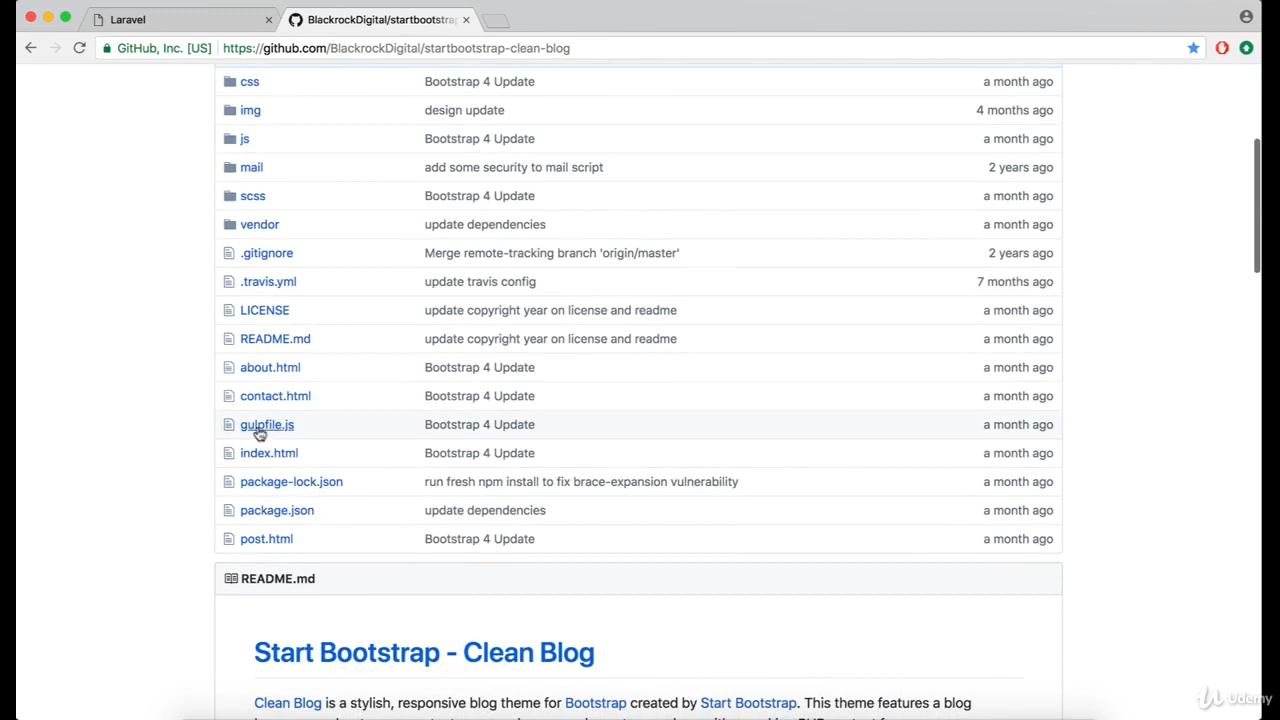 Laravel
BlackrockDigital/startbootstrap
GitHub, Inc. [US] https://github.com/BlackrockDigital/startbootstrap-clean-blog
css Bootstrap 4 Update a month ago
img design update 4 months ago
js Bootstrap 4 Update a month ago
mail add some security to mail script 2 years ago
scss Bootstrap 4 Update a month ago
vendor update dependencies a month ago
.gitignore Merge remote-tracking branch 'origin/master' 2 years ago
.travis.yml update travis config 7 months ago
LICENSE update copyright year on license and readme a month ago
README.md update copyright year on license and readme a month ago
about.html Bootstrap 4 Update a month ago
contact.html Bootstrap 4 Update a month ago
gulpfile.js Bootstrap 4 Update a month ago
index.html Bootstrap 4 Update a month ago
package-lock.json run fresh npm install to fix brace-expansion vulnerability a month ago
package.json update dependencies a month ago
post.html Bootstrap 4 Update a month ago
README.md
Start Bootstrap - Clean Blog
Clean Blog is a stylish, responsive blog theme for Bootstrap created by Start Bootstrap. This theme features a blog
Udemy